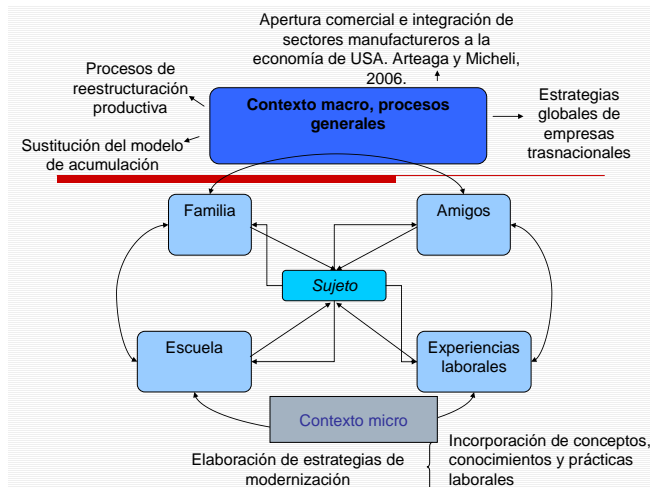 Apertura comercial e integración de
sectores manufactureros a la
economía de USA. Arteaga y Micheli,
2006.
Procesos de
reestructuración
productiva
Contexto macro, procesos
generales
Estrategias
globales de
empresas
trasnacionales
Sustitución del modelo
de acumulación
Familia
Amigos
Sujeto
Escuela
Experiencias
laborales
Contexto micro
Elaboración de estrategias de
modernización
Incorporación de conceptos,
conocimientos y prácticas
laborales